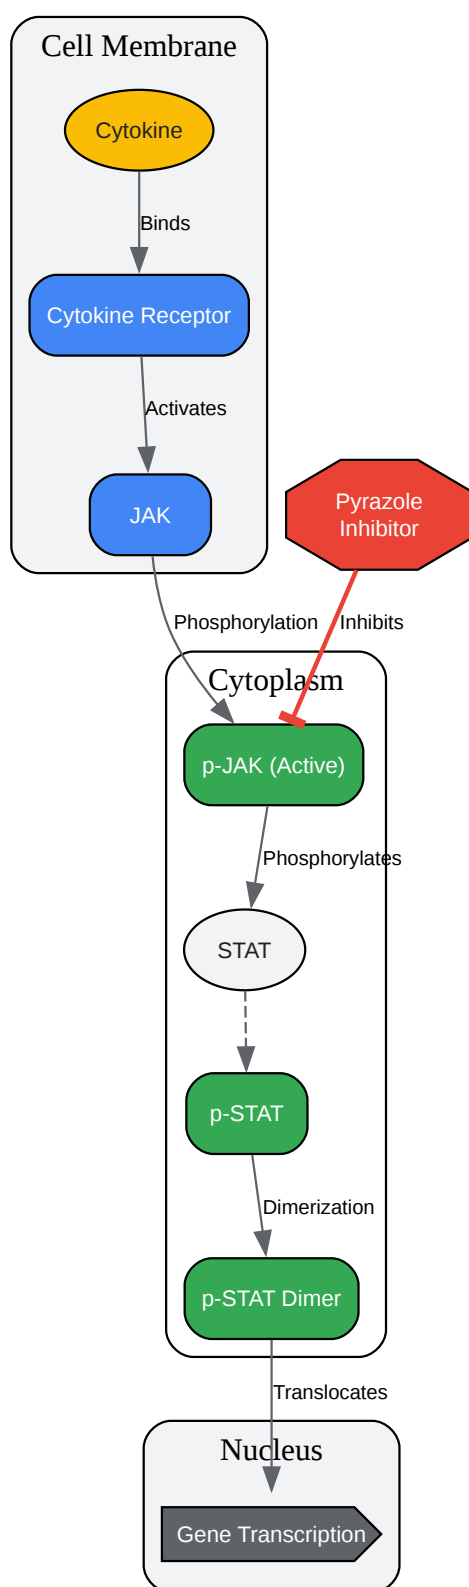 Cell Membrane
Cytokine
Binds
Cytokine Receptor
Activates
JAK
Pyrazole
Inhibitor
Phosphorylation
Inhibits
Cytoplasm
p-JAK (Active)
Phosphorylates
STAT
p-STAT
Dimerization
p-STAT Dimer
Translocates
Nucleus
Gene Transcription